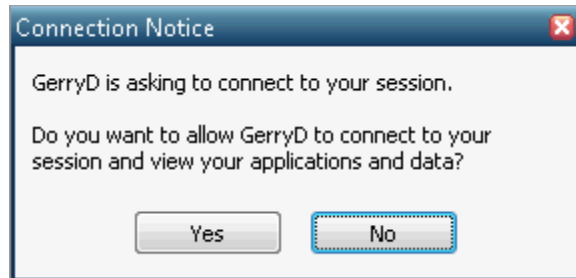 Connection Notice
GerryD is asking to connect to your session.
Do you want to allow GerryD to connect to your
session and view your applications and data?
Yes
No